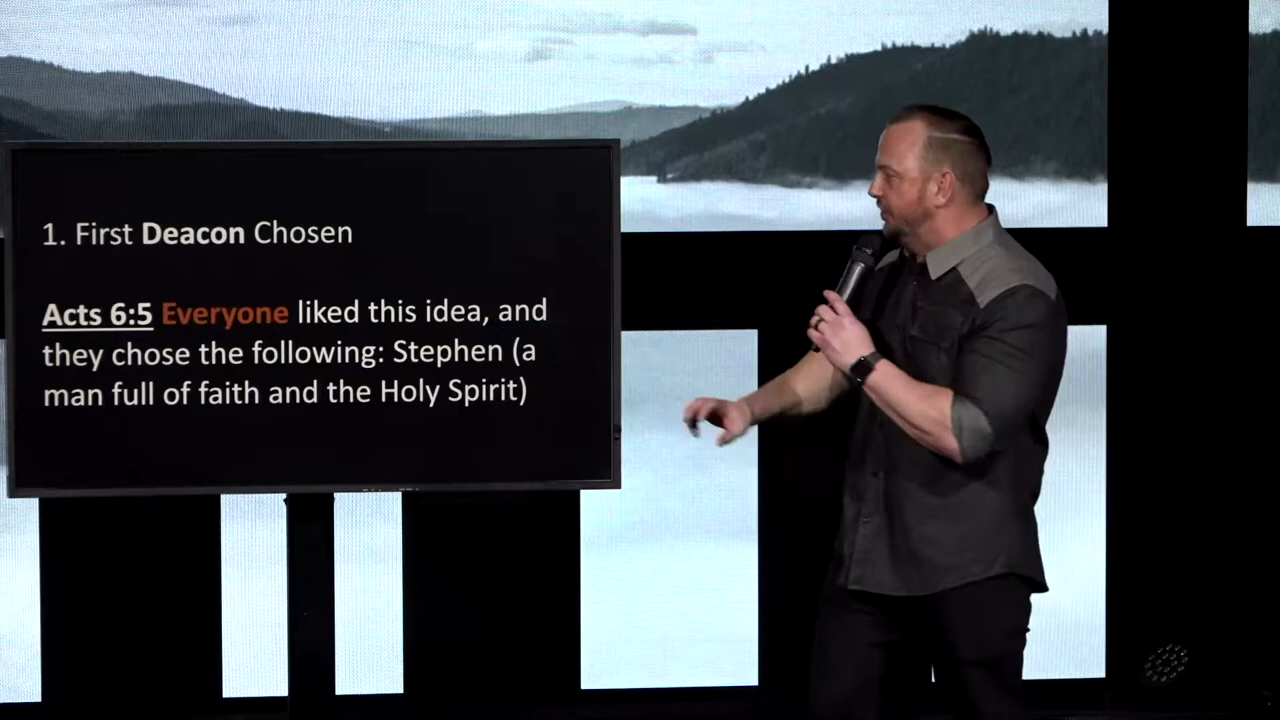 1. First Deacon Chosen
Acts 6:5 Everyone liked this idea, and
they chose the following: Stephen (a
man full of faith and the Holy Spirit)